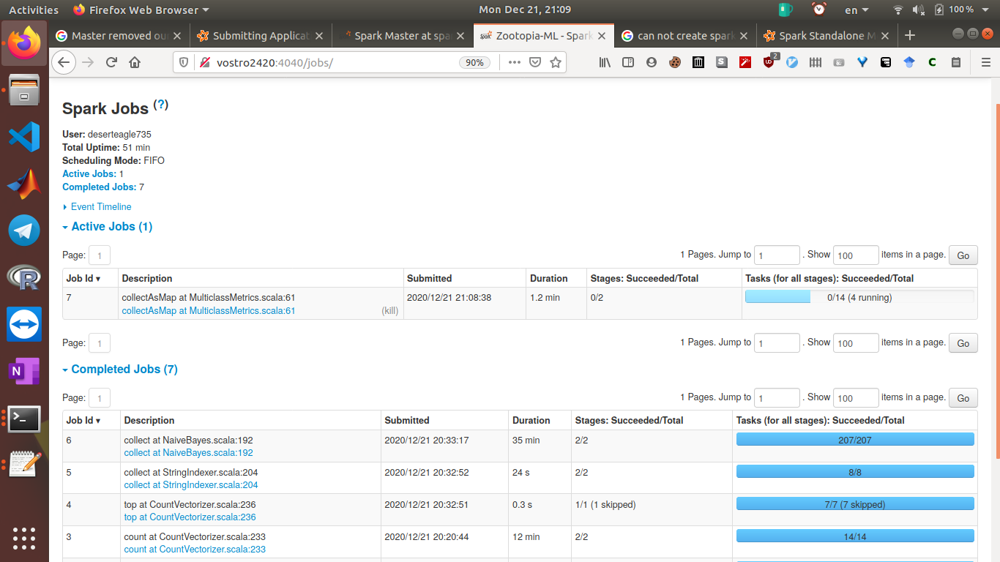 Activities Firefox Web Browser Mon Dec 21, 21:09 en 100 %
Master removed ou Submitting Applicat Spark Master at spa Zootopia-ML - Spark can not create spark Spark Standalone M
vostro2420:4040/jobs/ 90% 2
Spark Jobs (?)
User: deserteagle735
Total Uptime: 51 min
Scheduling Mode: FIFO
Active Jobs: 1
Completed Jobs: 7
Event Timeline
Active Jobs (1)
Page: 1 1 Pages. Jump to 1 . Show 100 items in a page. Go
Job Id ▾ Description Submitted Duration Stages: Succeeded/Total Tasks (for all stages): Succeeded/Total
7 collectAsMap at MulticlassMetrics.scala:61 2020/12/21 21:08:38 1.2 min 0/2 0/14 (4 running)
collectAsMap at MulticlassMetrics.scala:61 (kill)
Page: 1 1 Pages. Jump to 1 . Show 100 items in a page. Go
Completed Jobs (7)
Page: 1 1 Pages. Jump to 1 . Show 100 items in a page. Go
Job Id ▾ Description Submitted Duration Stages: Succeeded/Total Tasks (for all stages): Succeeded/Total
6 collect at NaiveBayes.scala:192 2020/12/21 20:33:17 35 min 2/2 207/207
collect at NaiveBayes.scala:192
5 collect at StringIndexer.scala:204 2020/12/21 20:32:52 24 s 2/2 8/8
collect at StringIndexer.scala:204
4 top at CountVectorizer.scala:236 2020/12/21 20:32:51 0.3 s 1/1 (1 skipped) 7/7 (7 skipped)
top at CountVectorizer.scala:236
3 count at CountVectorizer.scala:233 2020/12/21 20:20:44 12 min 2/2 14/14
count at CountVectorizer.scala:233